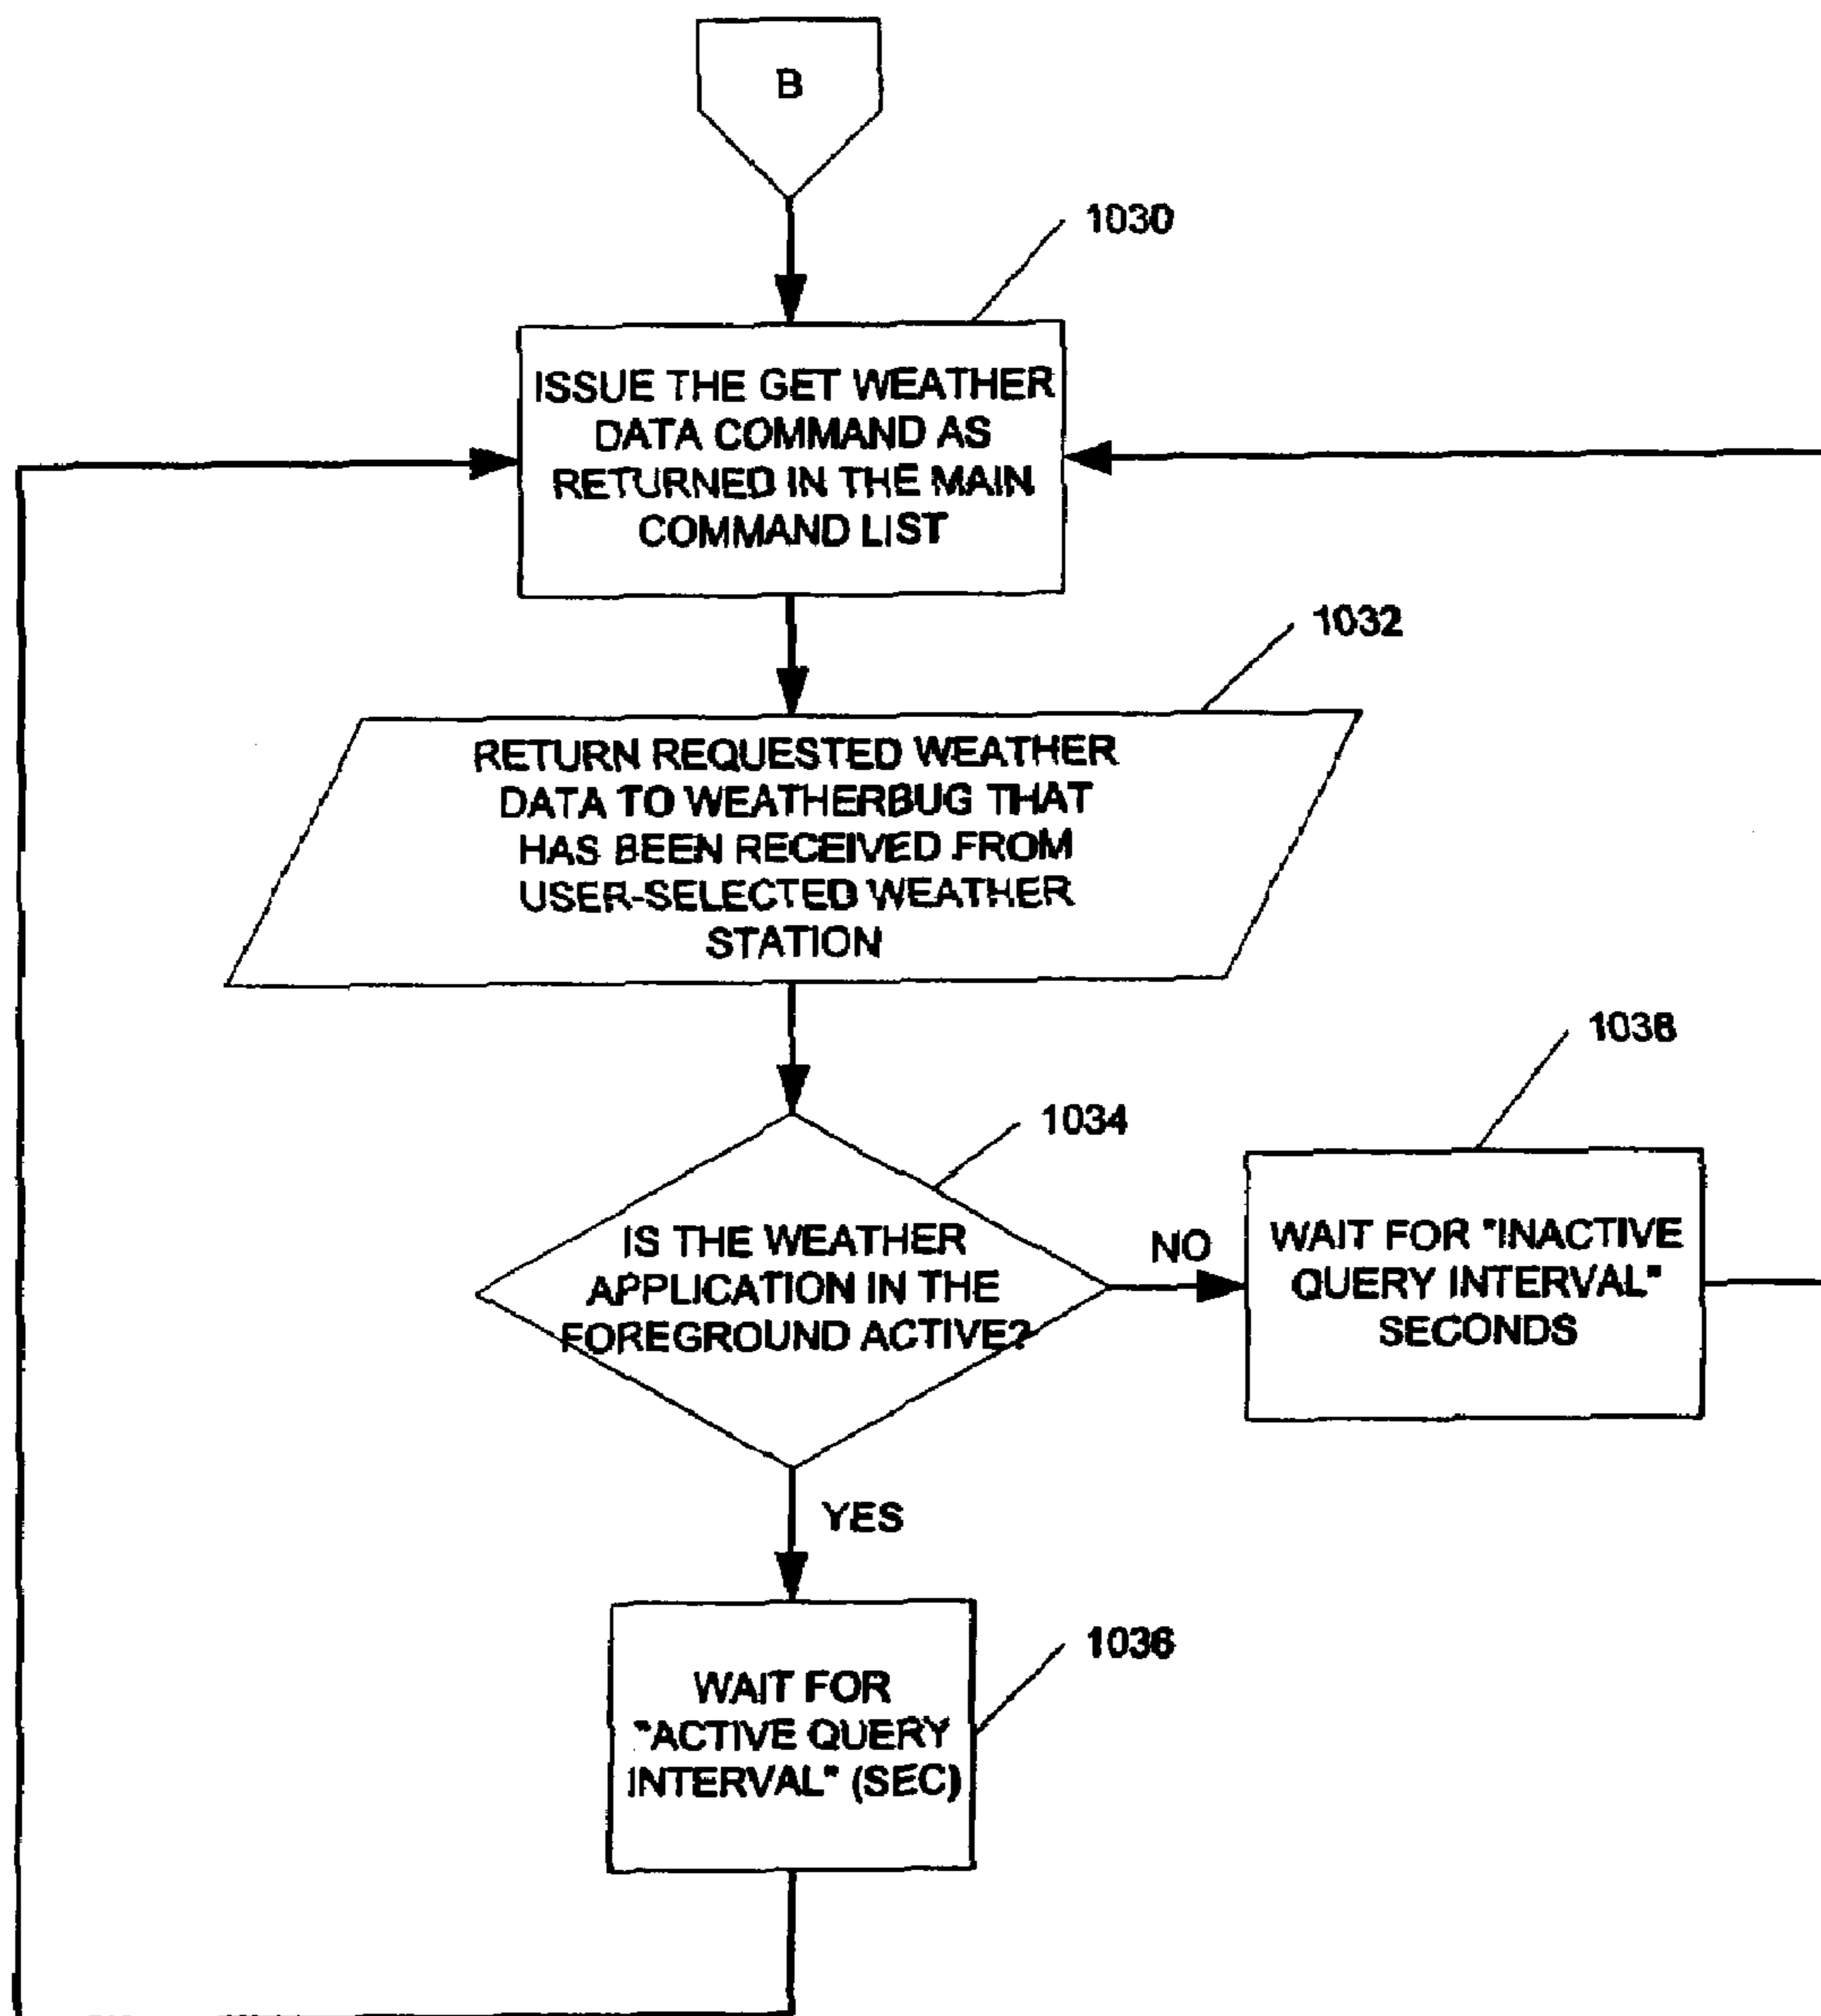 B
1030
ISSUE THE GET WEATHER
DATA COMMAND AS
RETURNED IN THE MAIN
COMMAND LIST
1032
RETURN REQUESTED WEATHER
DATA TO WEATHERBUG THAT
HAS BEEN RECEIVED FROM
USER-SELECTED WEATHER
STATION
1034
IS THE WEATHER
APPLICATION IN THE
FOREGROUND ACTIVE?
NO
1038
WAIT FOR "INACTIVE
QUERY INTERVAL"
SECONDS
YES
1036
WAIT FOR
"ACTIVE QUERY
INTERVAL" (SEC)